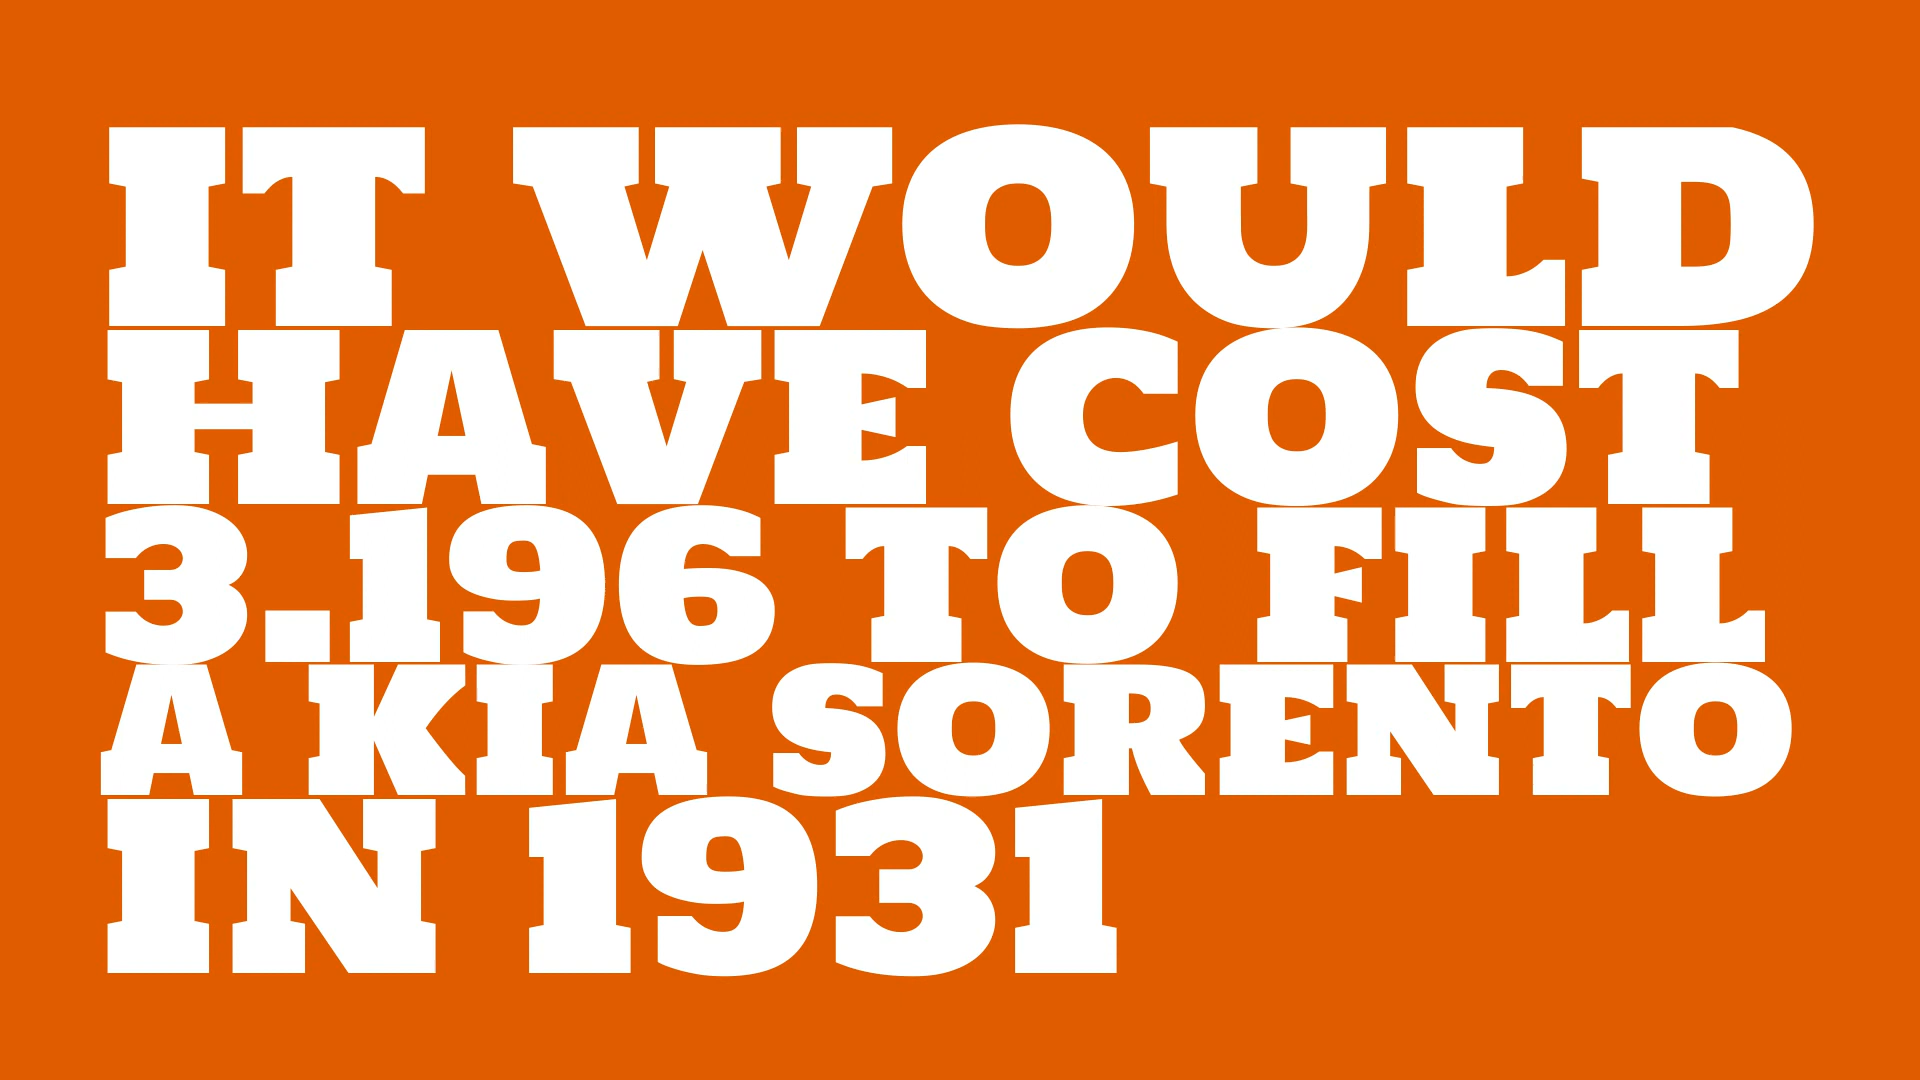 IT WOULD
HAVE COST
3.196 TO FILL
A KIA SORENTO
IN 1931